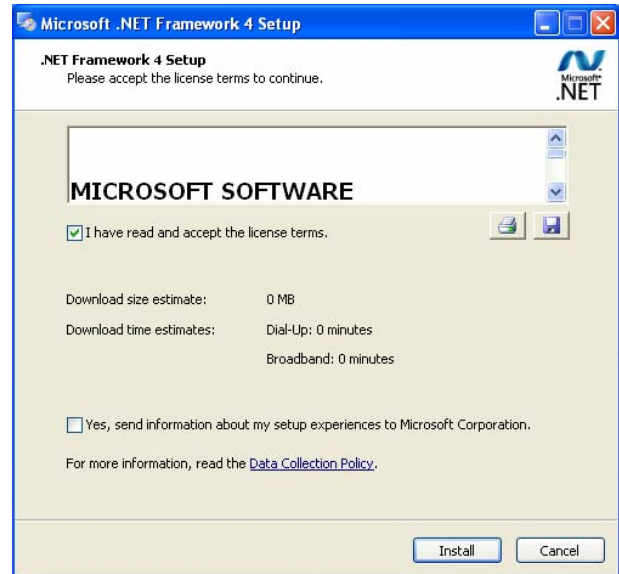 Microsoft .NET Framework 4 Setup
.NET Framework 4 Setup
Please accept the license terms to continue.
Microsoft
.NET
MICROSOFT SOFTWARE
I have read and accept the license terms.
Download size estimate: 0 MB
Download time estimates: Dial-Up: 0 minutes
Broadband: 0 minutes
Yes, send information about my setup experiences to Microsoft Corporation.
For more information, read the Data Collection Policy.
Install Cancel